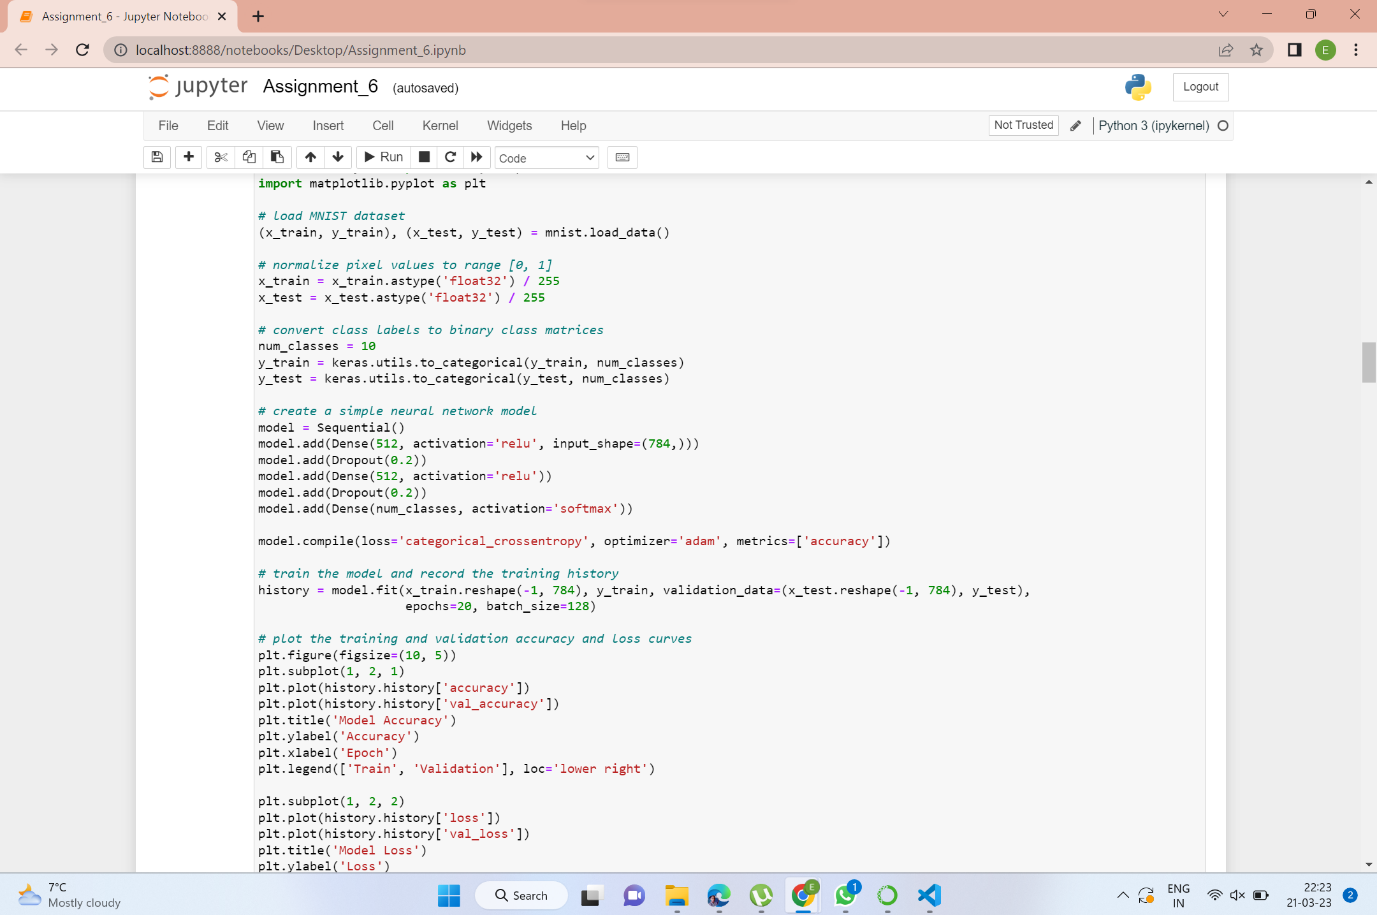 Assignment_6 - Jupyter Noteboo
localhost:8888/notebooks/Desktop/Assignment_6.ipynb
E
jupyter Assignment_6 (autosaved)
Logout
File Edit View Insert Cell Kernel Widgets Help
Not Trusted
Python 3 (ipykernel)
Run
Code
import matplotlib.pyplot as plt
# load MNIST dataset
(x_train, y_train), (x_test, y_test) = mnist.load_data()
# normalize pixel values to range [0, 1]
x_train = x_train.astype('float32') / 255
x_test = x_test.astype('float32') / 255
# convert class labels to binary class matrices
num_classes = 10
y_train = keras.utils.to_categorical(y_train, num_classes)
y_test = keras.utils.to_categorical(y_test, num_classes)
# create a simple neural network model
model = Sequential()
model.add(Dense(512, activation='relu', input_shape=(784,)))
model.add(Dropout(0.2))
model.add(Dense(512, activation='relu'))
model.add(Dropout(0.2))
model.add(Dense(num_classes, activation='softmax'))
model.compile(loss='categorical_crossentropy', optimizer='adam', metrics=['accuracy'])
# train the model and record the training history
history = model.fit(x_train.reshape(-1, 784), y_train, validation_data=(x_test.reshape(-1, 784), y_test),
epochs=20, batch_size=128)
# plot the training and validation accuracy and loss curves
plt.figure(figsize=(10, 5))
plt.subplot(1, 2, 1)
plt.plot(history.history['accuracy'])
plt.plot(history.history['val_accuracy'])
plt.title('Model Accuracy')
plt.ylabel('Accuracy')
plt.xlabel('Epoch')
plt.legend(['Train', 'Validation'], loc='lower right')
plt.subplot(1, 2, 2)
plt.plot(history.history['loss'])
plt.plot(history.history['val_loss'])
plt.title('Model Loss')
plt.ylabel('Loss')
7°C
Mostly cloudy
Search
E
1
ENG
IN
22:23
21-03-23
2